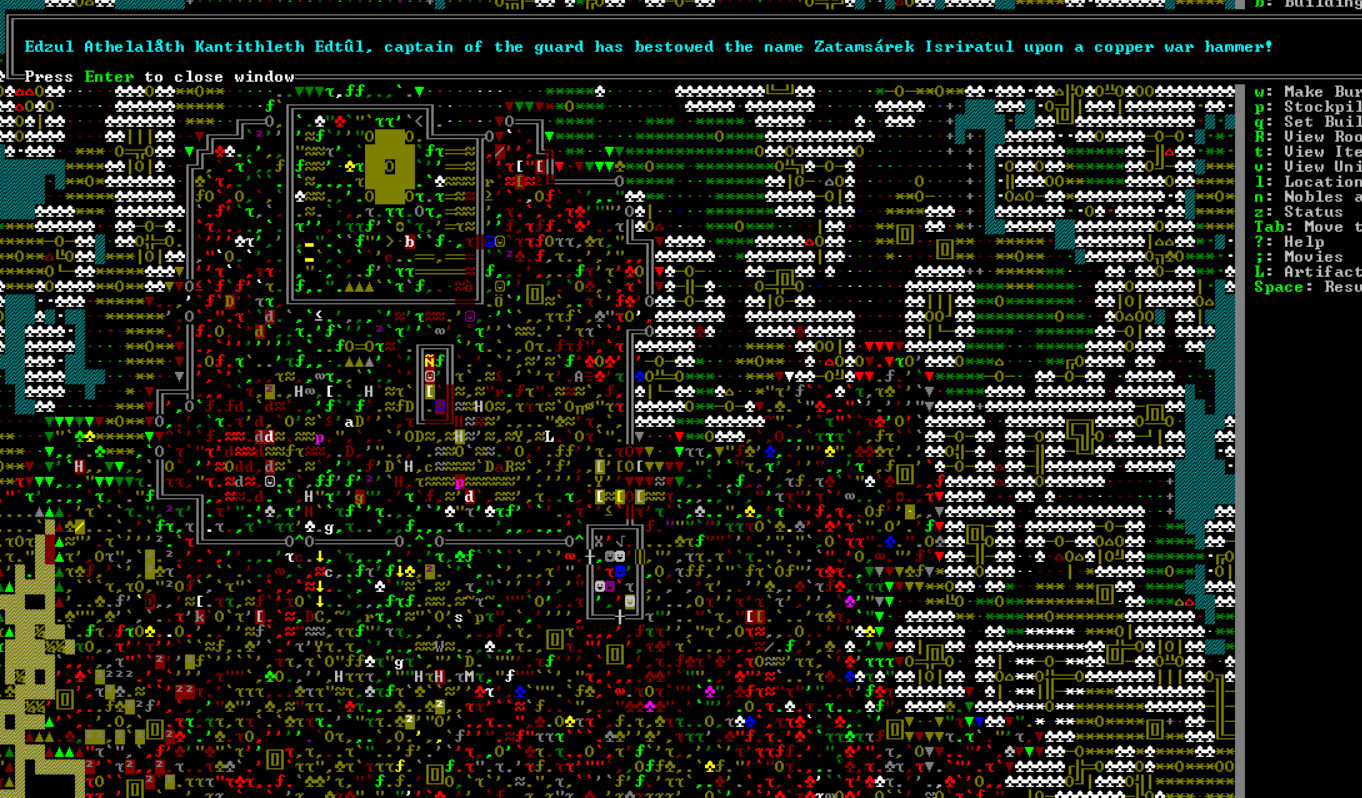 b: Building
Edzul Athelalåth Kantithleth Edtûl, captain of the guard has bestowed the name Zatamsárek Isriratul upon a copper war hammer!
Press Enter to close window
w: Make Bur
p: Stockpil
q: Set Buil
R: View Roo
t: View Ite
v: View Uni
l: Location
n: Nobles a
z: Status
Tab: Move t
?: Help
;: Movies
L: Artifact
Space: Resu